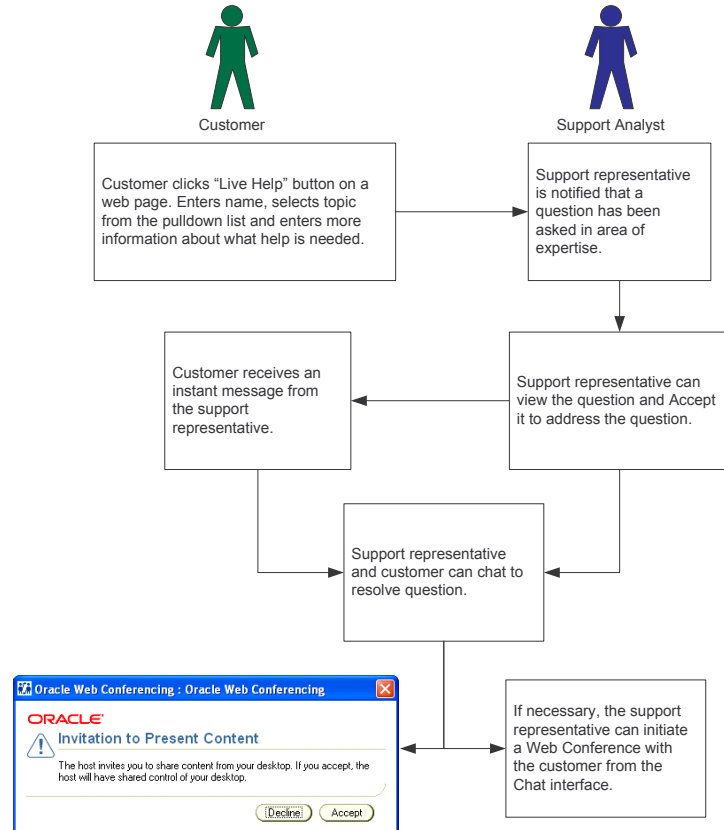 Customer
Support Analyst
Customer clicks “Live Help” button on a
web page. Enters name, selects topic
from the pulldown list and enters more
information about what help is needed.
Support representative
is notified that a
question has been
asked in area of
expertise.
Customer receives an
instant message from
the support
representative.
Support representative can
view the question and Accept
it to address the question.
Support representative
and customer can chat to
resolve question.
Oracle Web Conferencing : Oracle Web Conferencing
ORACLE'
Invitation to Present Content
The host invites you to share content from your desktop. If you accept, the
host will have shared control of your desktop.
Decline Accept
If necessary, the support
representative can initiate
a Web Conference with
the customer from the
Chat interface.